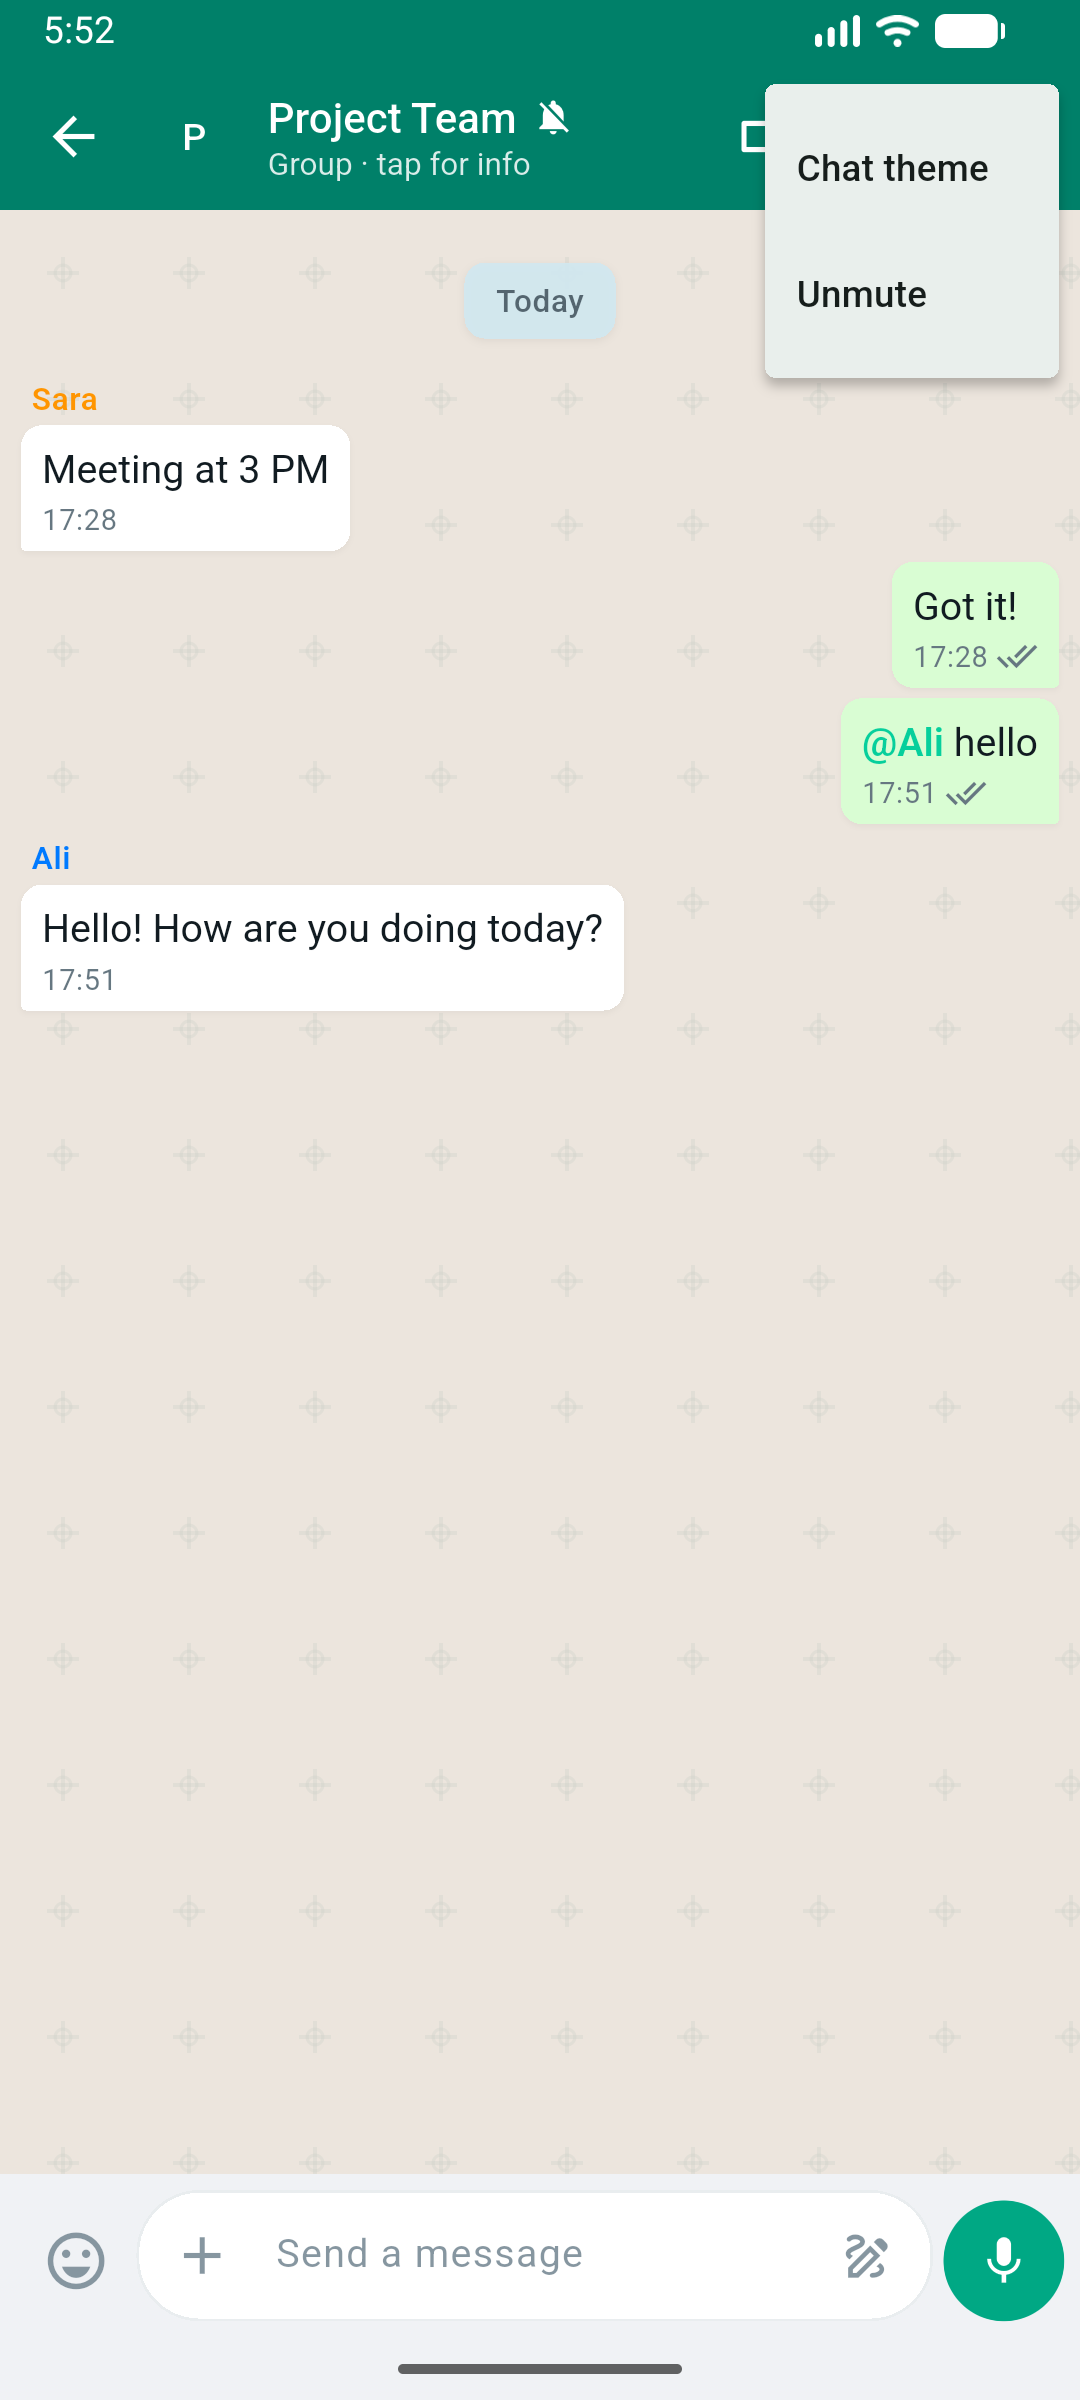 5:52
P
Project Team
Group · tap for info
Chat theme
Unmute
Today
Sara
Meeting at 3 PM
17:28
Got it!
17:28
@Ali hello
17:51
Ali
Hello! How are you doing today?
17:51
Send a message